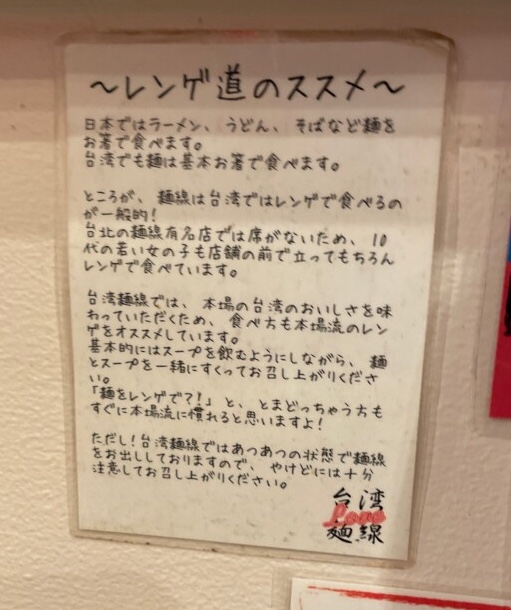 ～レンゲ道のススメ～
日本ではラーメン、うどん、そばなど麺を
お箸で食べます。
台湾でも麺は基本お箸で食べます。
ところが、麺線は台湾ではレンゲで食べるの
が一般的!
台北の麺線有名店では席がないため、10
代の若い女の子も店舗の前で立ってもちろん
レンゲで食べています。
台湾麺線では、本場の台湾のおいしさを味
わっていただくため、食べ方も本場流のレン
ゲをオススメしています。
基本的にはスープを飲むようにしながら、麺
とスープを一緒にすくってお召し上がりくださ
い。
「麺をレンゲで?!」と、とまどっちゃう方も
すぐに本場流に慣れると思いますよ!
ただし!台湾麺線ではあつあつの状態で麺線
をお出ししておりますので、やけどには十分
注意してお召し上がりください。
台湾
Love
麺線